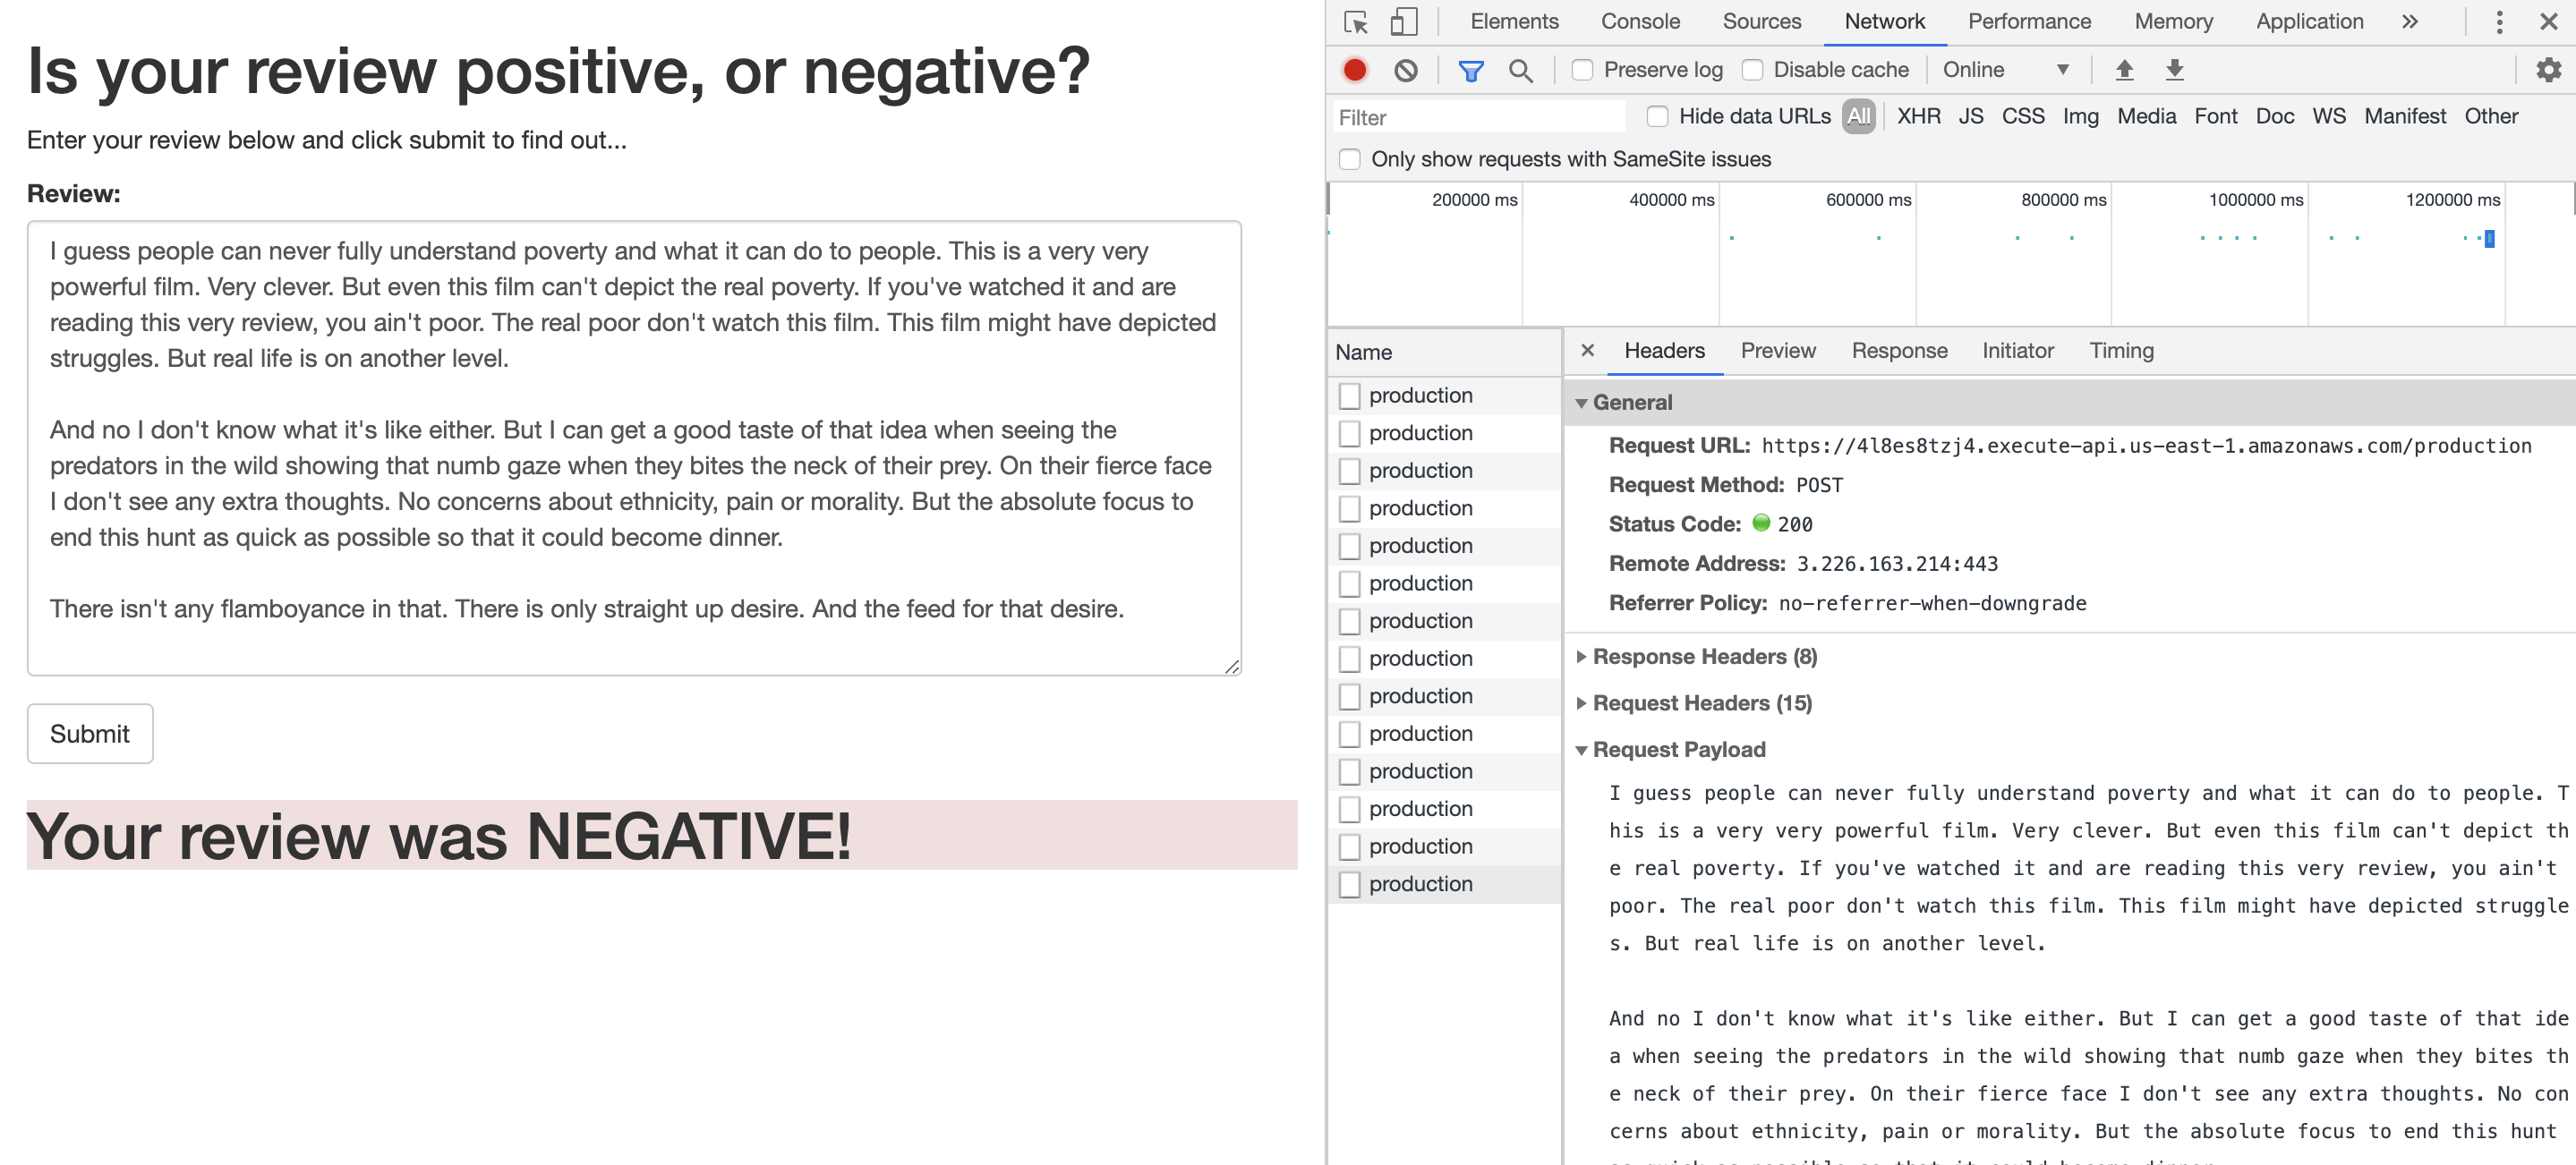 Is your review positive, or negative?
Enter your review below and click submit to find out...
Review:
I guess people can never fully understand poverty and what it can do to people. This is a very very
powerful film. Very clever. But even this film can't depict the real poverty. If you've watched it and are
reading this very review, you ain't poor. The real poor don't watch this film. This film might have depicted
struggles. But real life is on another level.
And no I don't know what it's like either. But I can get a good taste of that idea when seeing the
predators in the wild showing that numb gaze when they bites the neck of their prey. On their fierce face
I don't see any extra thoughts. No concerns about ethnicity, pain or morality. But the absolute focus to
end this hunt as quick as possible so that it could become dinner.
There isn't any flamboyance in that. There is only straight up desire. And the feed for that desire.
Submit
Your review was NEGATIVE!
Elements Console Sources Network Performance Memory Application »
Preserve log Disable cache Online
Filter Hide data URLs All XHR JS CSS Img Media Font Doc WS Manifest Other
Only show requests with SameSite issues
200000 ms 400000 ms 600000 ms 800000 ms 1000000 ms 1200000 ms
Name
production
production
production
production
production
production
production
production
production
production
production
production
production
production
× Headers Preview Response Initiator Timing
General
Request URL: https://4l8es8tzj4.execute-api.us-east-1.amazonaws.com/production
Request Method: POST
Status Code: 200
Remote Address: 3.226.163.214:443
Referrer Policy: no-referrer-when-downgrade
Response Headers (8)
Request Headers (15)
Request Payload
I guess people can never fully understand poverty and what it can do to people. T
his is a very very powerful film. Very clever. But even this film can't depict th
e real poverty. If you've watched it and are reading this very review, you ain't
poor. The real poor don't watch this film. This film might have depicted struggle
s. But real life is on another level.
And no I don't know what it's like either. But I can get a good taste of that ide
a when seeing the predators in the wild showing that numb gaze when they bites th
e neck of their prey. On their fierce face I don't see any extra thoughts. No con
cerns about ethnicity, pain or morality. But the absolute focus to end this hunt
as quick as possible so that it could become dinner.